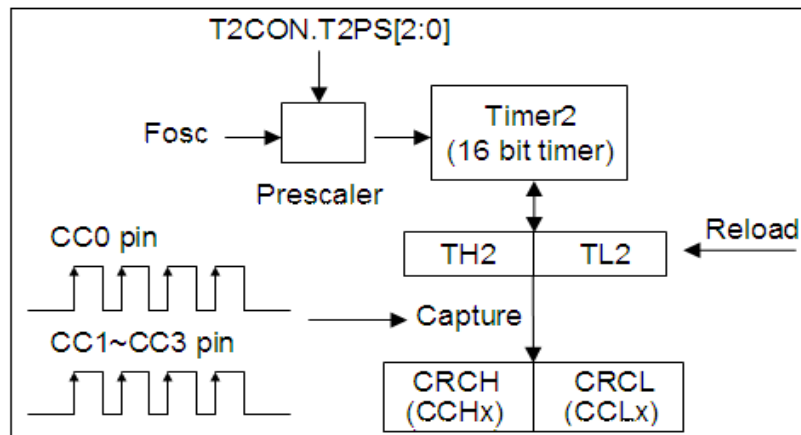 T2CON.T2PS[2:0]
Fosc
Prescaler
Timer2
(16 bit timer)
CC0 pin
TH2
TL2
Reload
Capture
CC1~CC3 pin
CRCH
(CCHx)
CRCL
(CCLx)